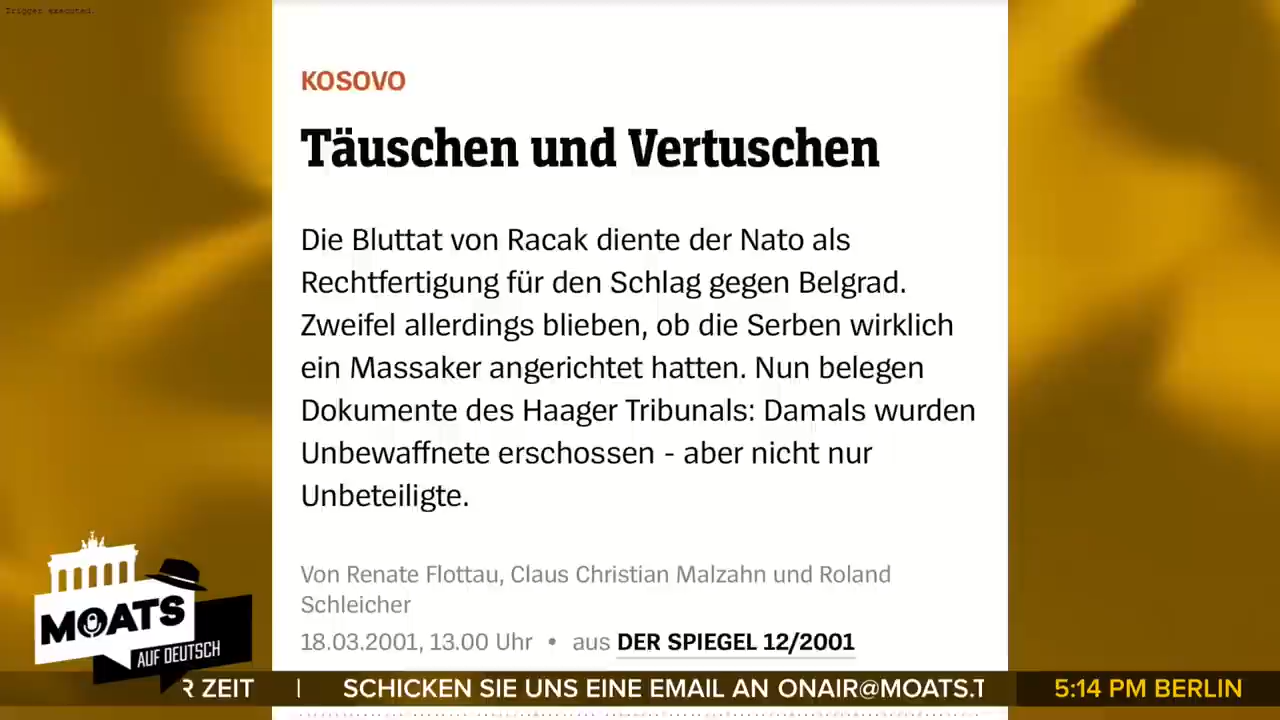 Trigger executed.
KOSOVO
Täuschen und Vertuschen
Die Bluttat von Racak diente der Nato als
Rechtfertigung für den Schlag gegen Belgrad.
Zweifel allerdings blieben, ob die Serben wirklich
ein Massaker angerichtet hatten. Nun belegen
Dokumente des Haager Tribunals: Damals wurden
Unbewaffnete erschossen - aber nicht nur
Unbeteiligte.
Von Renate Flottau, Claus Christian Malzahn und Roland
Schleicher
18.03.2001, 13.00 Uhr • aus DER SPIEGEL 12/2001
MOATS
AUF DEUTSCH
R ZEIT | SCHICKEN SIE UNS EINE EMAIL AN ONAIR@MOATS.T
5:14 PM BERLIN